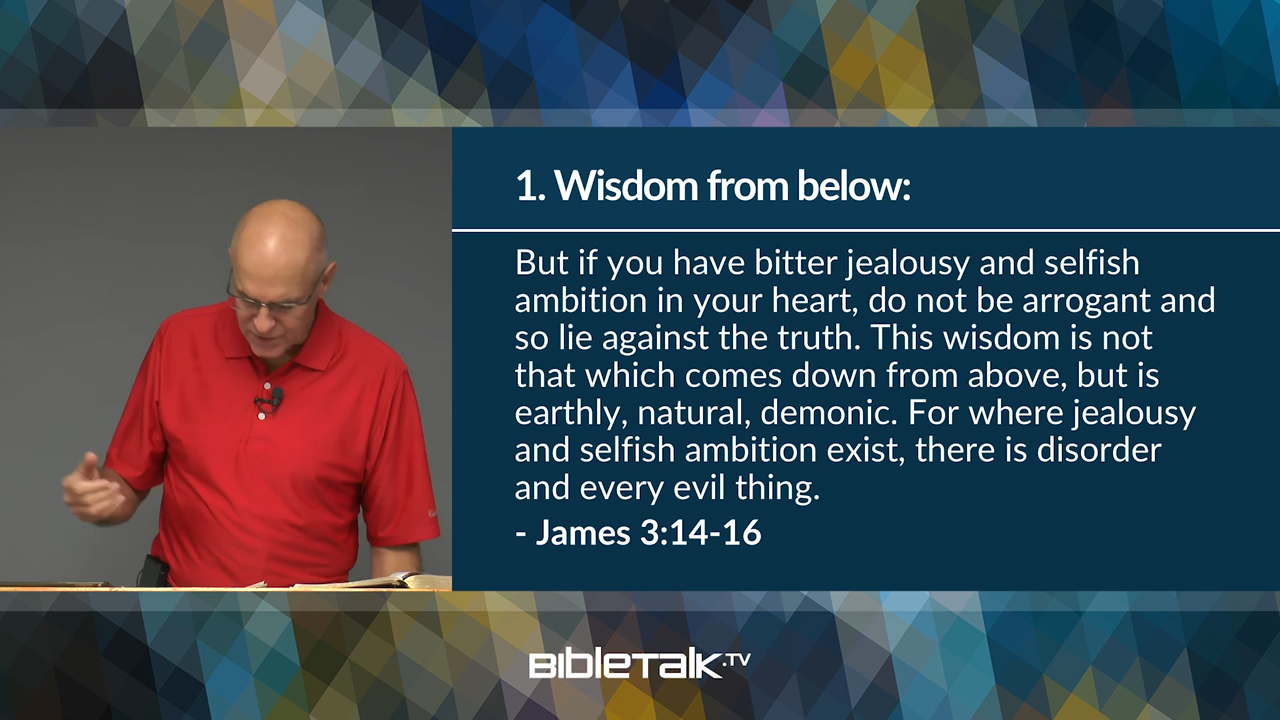 1. Wisdom from below:
But if you have bitter jealousy and selfish
ambition in your heart, do not be arrogant and
so lie against the truth. This wisdom is not
that which comes down from above, but is
earthly, natural, demonic. For where jealousy
and selfish ambition exist, there is disorder
and every evil thing.
- James 3:14-16
BibleTalk.TV